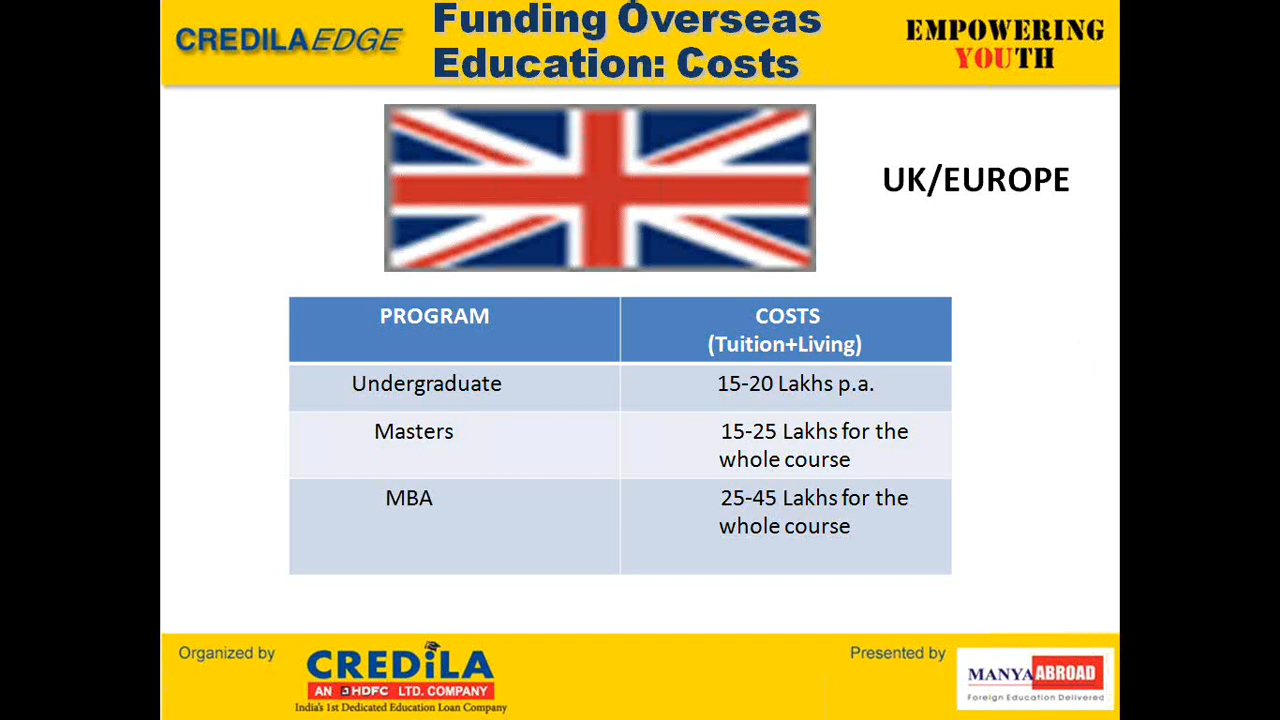 CREDILA EDGE
Funding Overseas
Education: Costs
EMPOWERING
YOUTH
UK/EUROPE
PROGRAM
COSTS
(Tuition+Living)
Undergraduate
15-20 Lakhs p.a.
Masters
15-25 Lakhs for the
whole course
MBA
25-45 Lakhs for the
whole course
Organized by
CREDiLA
AN HDFC LTD. COMPANY
India's 1st Dedicated Education Loan Company
Presented by
MANYA ABROAD
Foreign Education Delivered